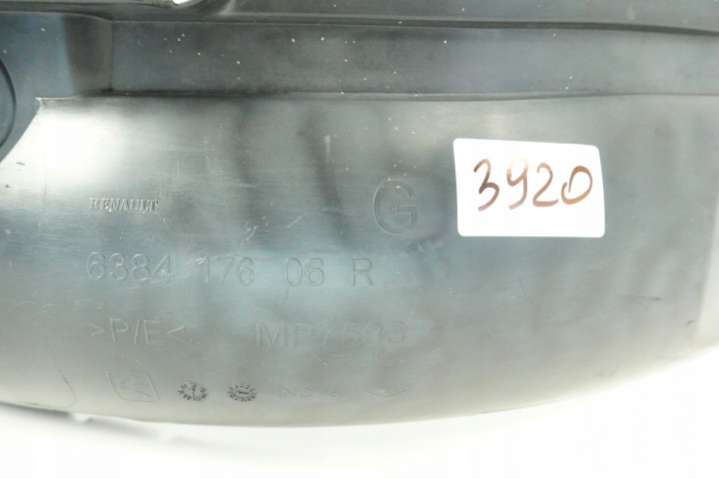 3920
RENAULT
G
6384 176 06 R
>P/E<